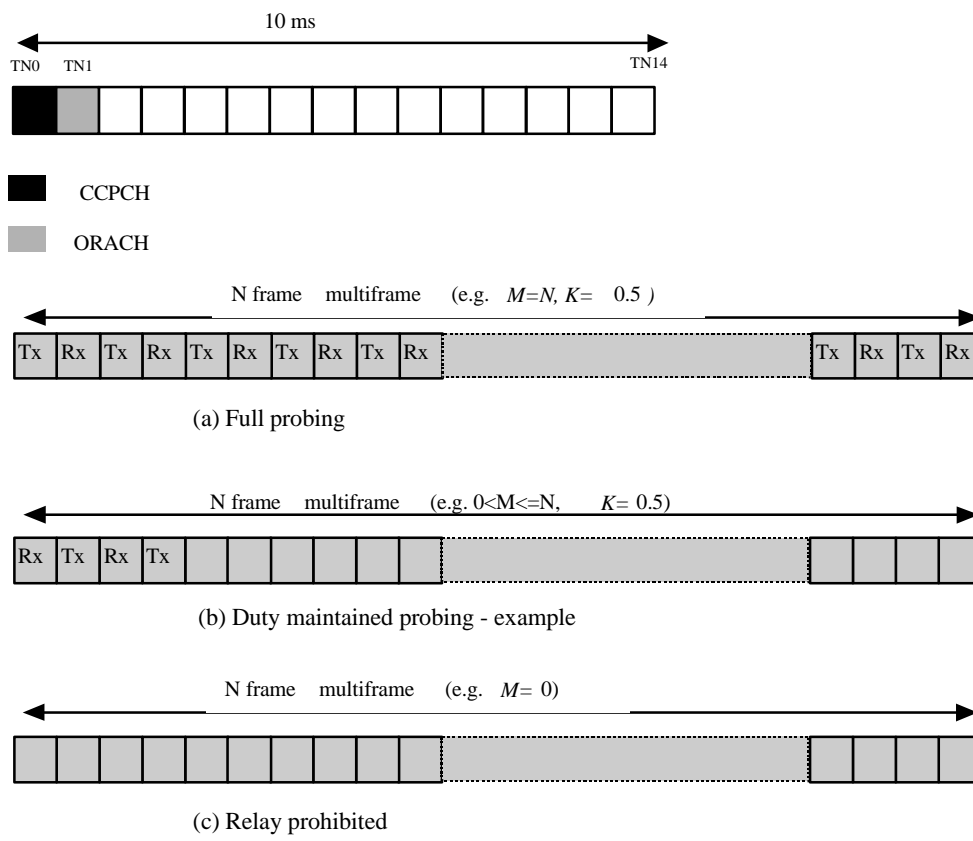 10 ms
TN0 TN1 TN14
CCPCH
ORACH
N frame multiframe (e.g. M=N, K= 0.5 )
Tx Rx Tx Rx Tx Rx Tx Rx Tx Rx Tx Rx Tx Rx
(a) Full probing
N frame multiframe (e.g. 0<M<=N, K= 0.5)
Rx Tx Rx Tx
(b) Duty maintained probing - example
N frame multiframe (e.g. M= 0)
(c) Relay prohibited